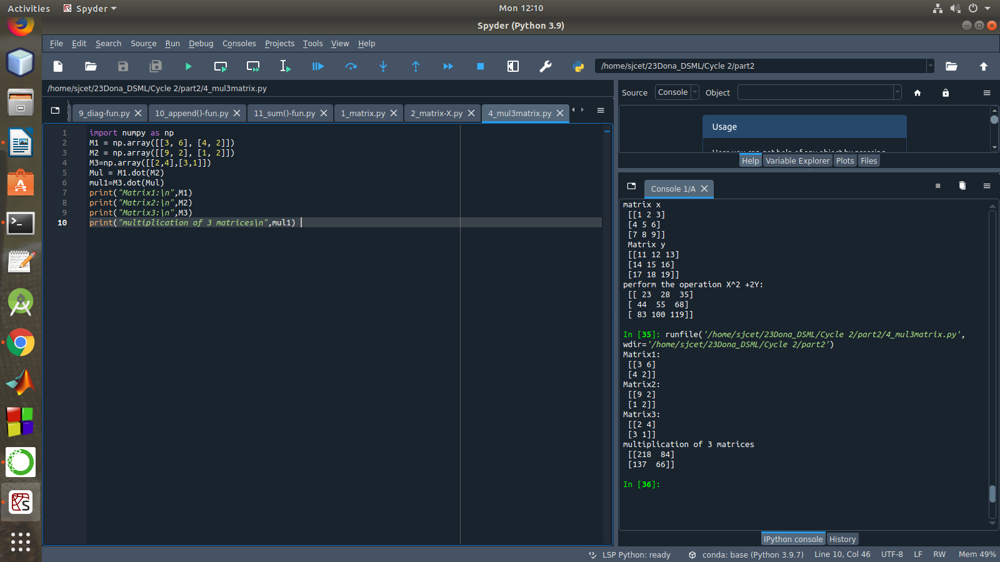 Activities Spyder Mon 12:10
Spyder (Python 3.9)
File Edit Search Source Run Debug Consoles Projects Tools View Help
/home/sjcet/23Dona_DSML/Cycle 2/part2
/home/sjcet/23Dona_DSML/Cycle 2/part2/4_mul3matrix.py
9_diag-fun.py 10_append()-fun.py 11_sum()-fun.py 1_matrix.py 2_matrix-X.py 4_mul3matrix.py
1 import numpy as np
2 M1 = np.array([[3, 6], [4, 2]])
3 M2 = np.array([[9, 2], [1, 2]])
4 M3=np.array([[2,4],[3,1]])
5 Mul = M1.dot(M2)
6 mul1=M3.dot(Mul)
7 print("Matrix1:\n",M1)
8 print("Matrix2:\n",M2)
9 print("Matrix3:\n",M3)
10 print("multiplication of 3 matrices\n",mul1)
Source Console Object
Usage
Here you can get help of any object by pressing
Help Variable Explorer Plots Files
Console 1/A
matrix x
[[1 2 3]
[4 5 6]
[7 8 9]]
Matrix y
[[11 12 13]
[14 15 16]
[17 18 19]]
perform the operation X^2 +2Y:
[[ 23  28  35]
[ 44  55  68]
[ 83 100 119]]
In [35]: runfile('/home/sjcet/23Dona_DSML/Cycle 2/part2/4_mul3matrix.py',
wdir='/home/sjcet/23Dona_DSML/Cycle 2/part2')
Matrix1:
[[3 6]
[4 2]]
Matrix2:
[[9 2]
[1 2]]
Matrix3:
[[2 4]
[3 1]]
multiplication of 3 matrices
[[218  84]
[137  66]]
In [36]:
IPython console History
LSP Python: ready conda: base (Python 3.9.7) Line 10, Col 46 UTF-8 LF RW Mem 49%